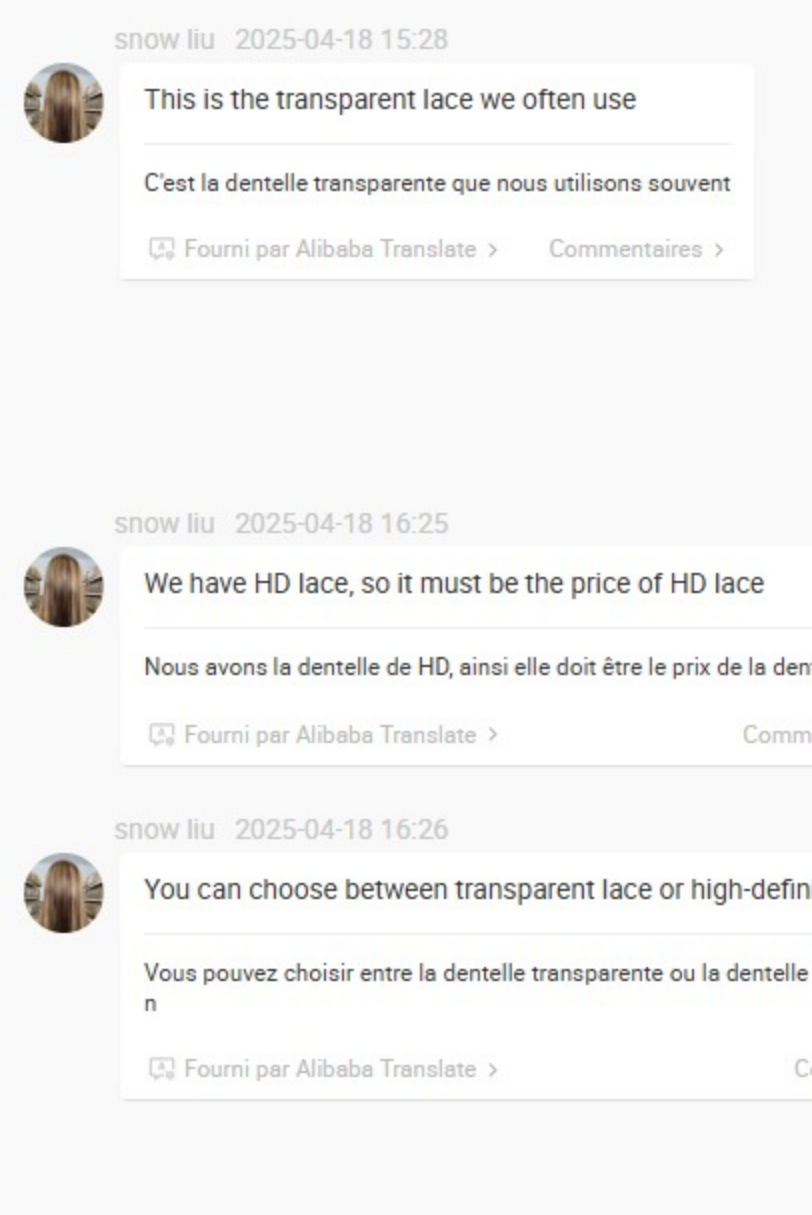 snow liu 2025-04-18 15:28
This is the transparent lace we often use
C'est la dentelle transparente que nous utilisons souvent
Fourni par Alibaba Translate > Commentaires >
snow liu 2025-04-18 16:25
We have HD lace, so it must be the price of HD lace
Nous avons la dentelle de HD, ainsi elle doit être le prix de la
Fourni par Alibaba Translate >
snow liu 2025-04-18 16:26
You can choose between transparent lace or
Vous pouvez choisir entre la dentelle transparente ou la dentelle
n
Fourni par Alibaba Translate >